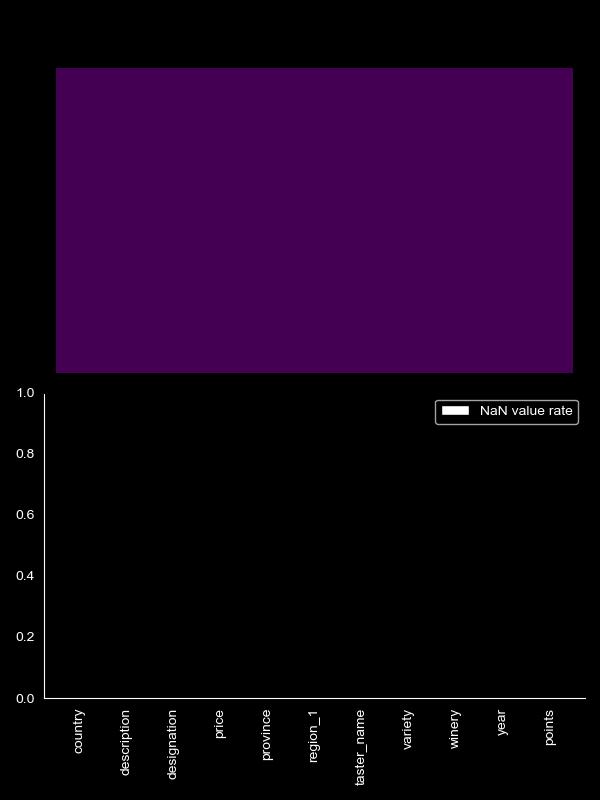 1.0
NaN value rate
0.8
0.6
0.4
0.2
0.0
country
description
designation
price
province
region_1
taster_name
variety
winery
year
points